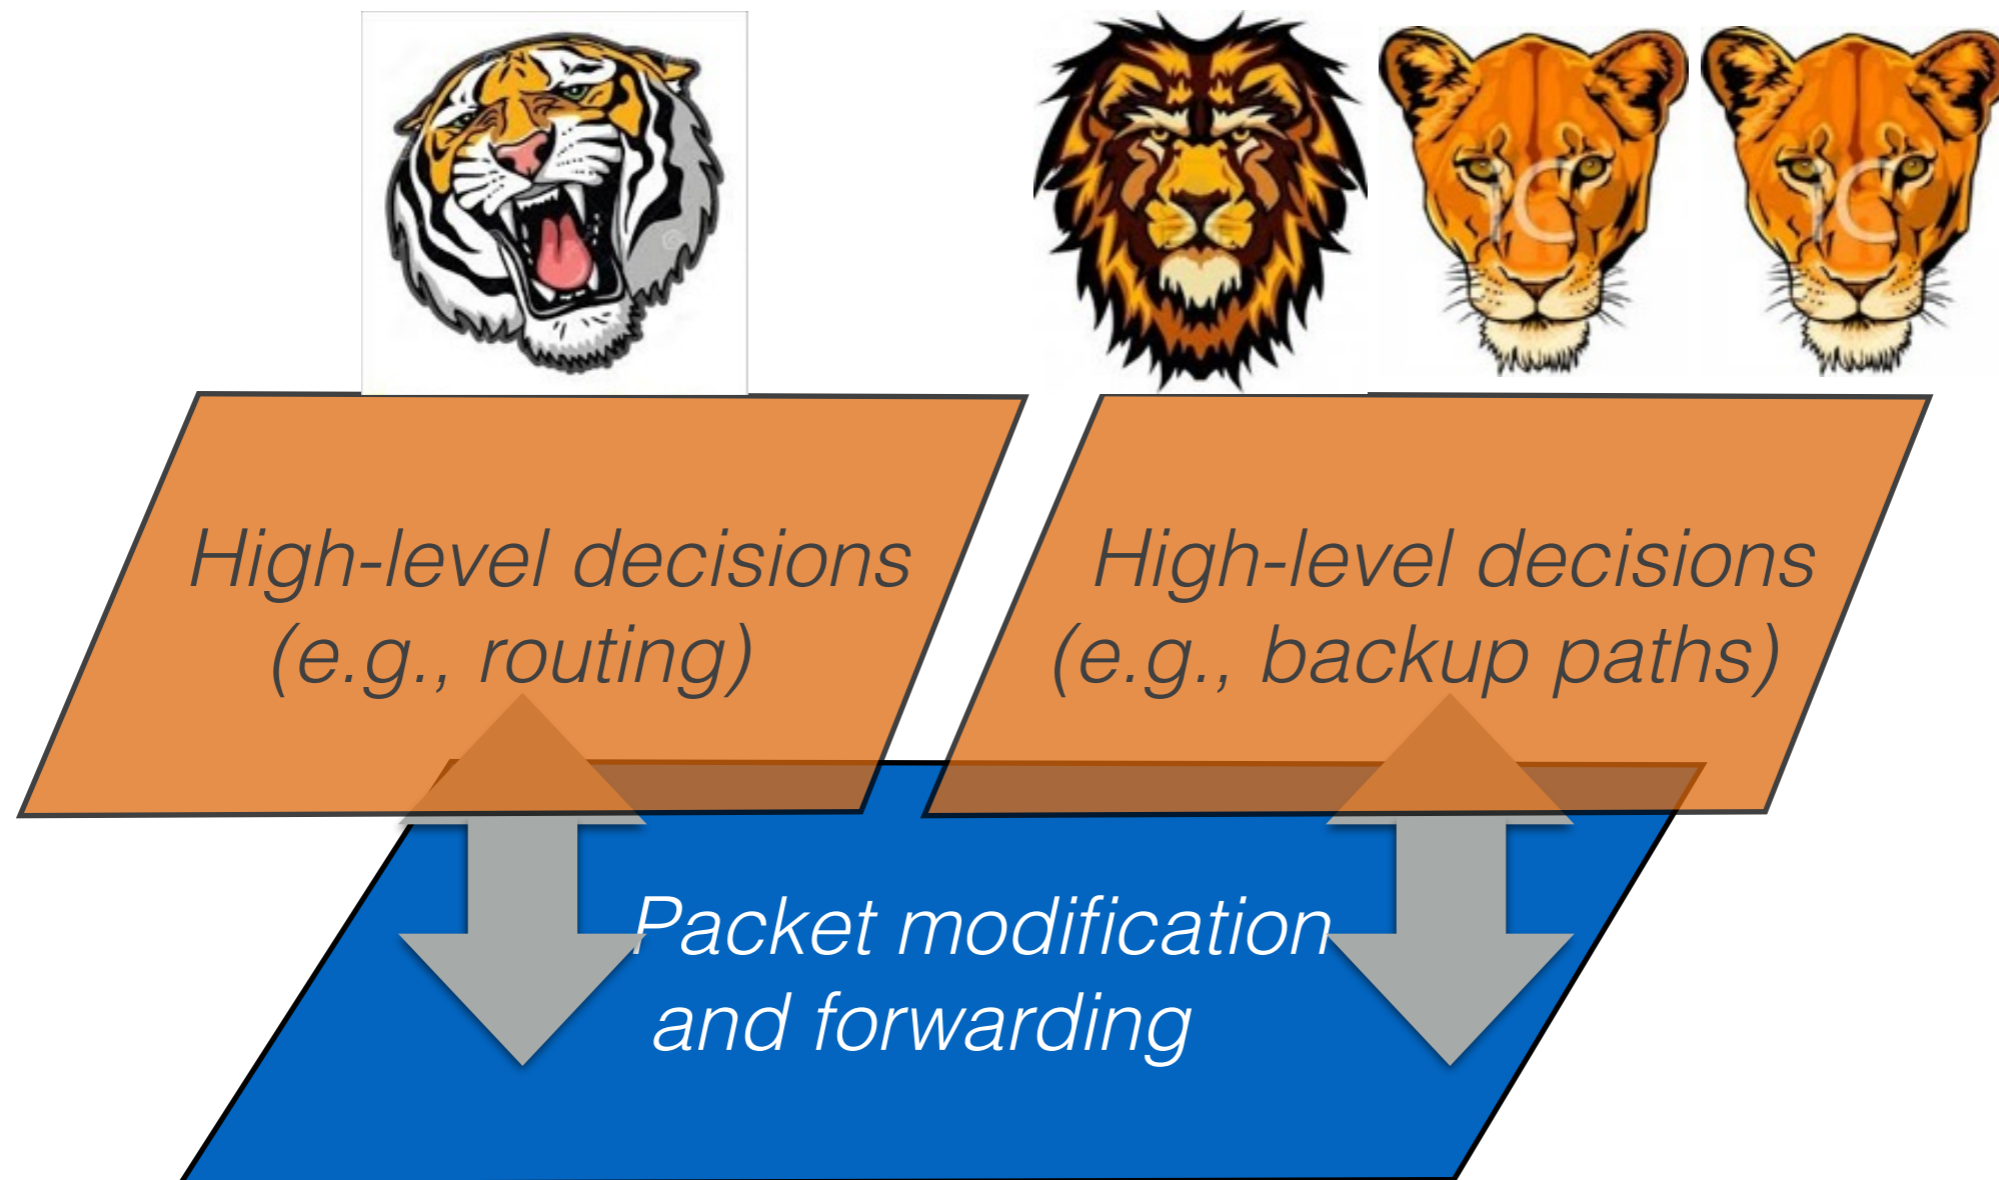 High-level decisions
(e.g., routing)
High-level decisions
(e.g., backup paths)
Packet modification
and forwarding